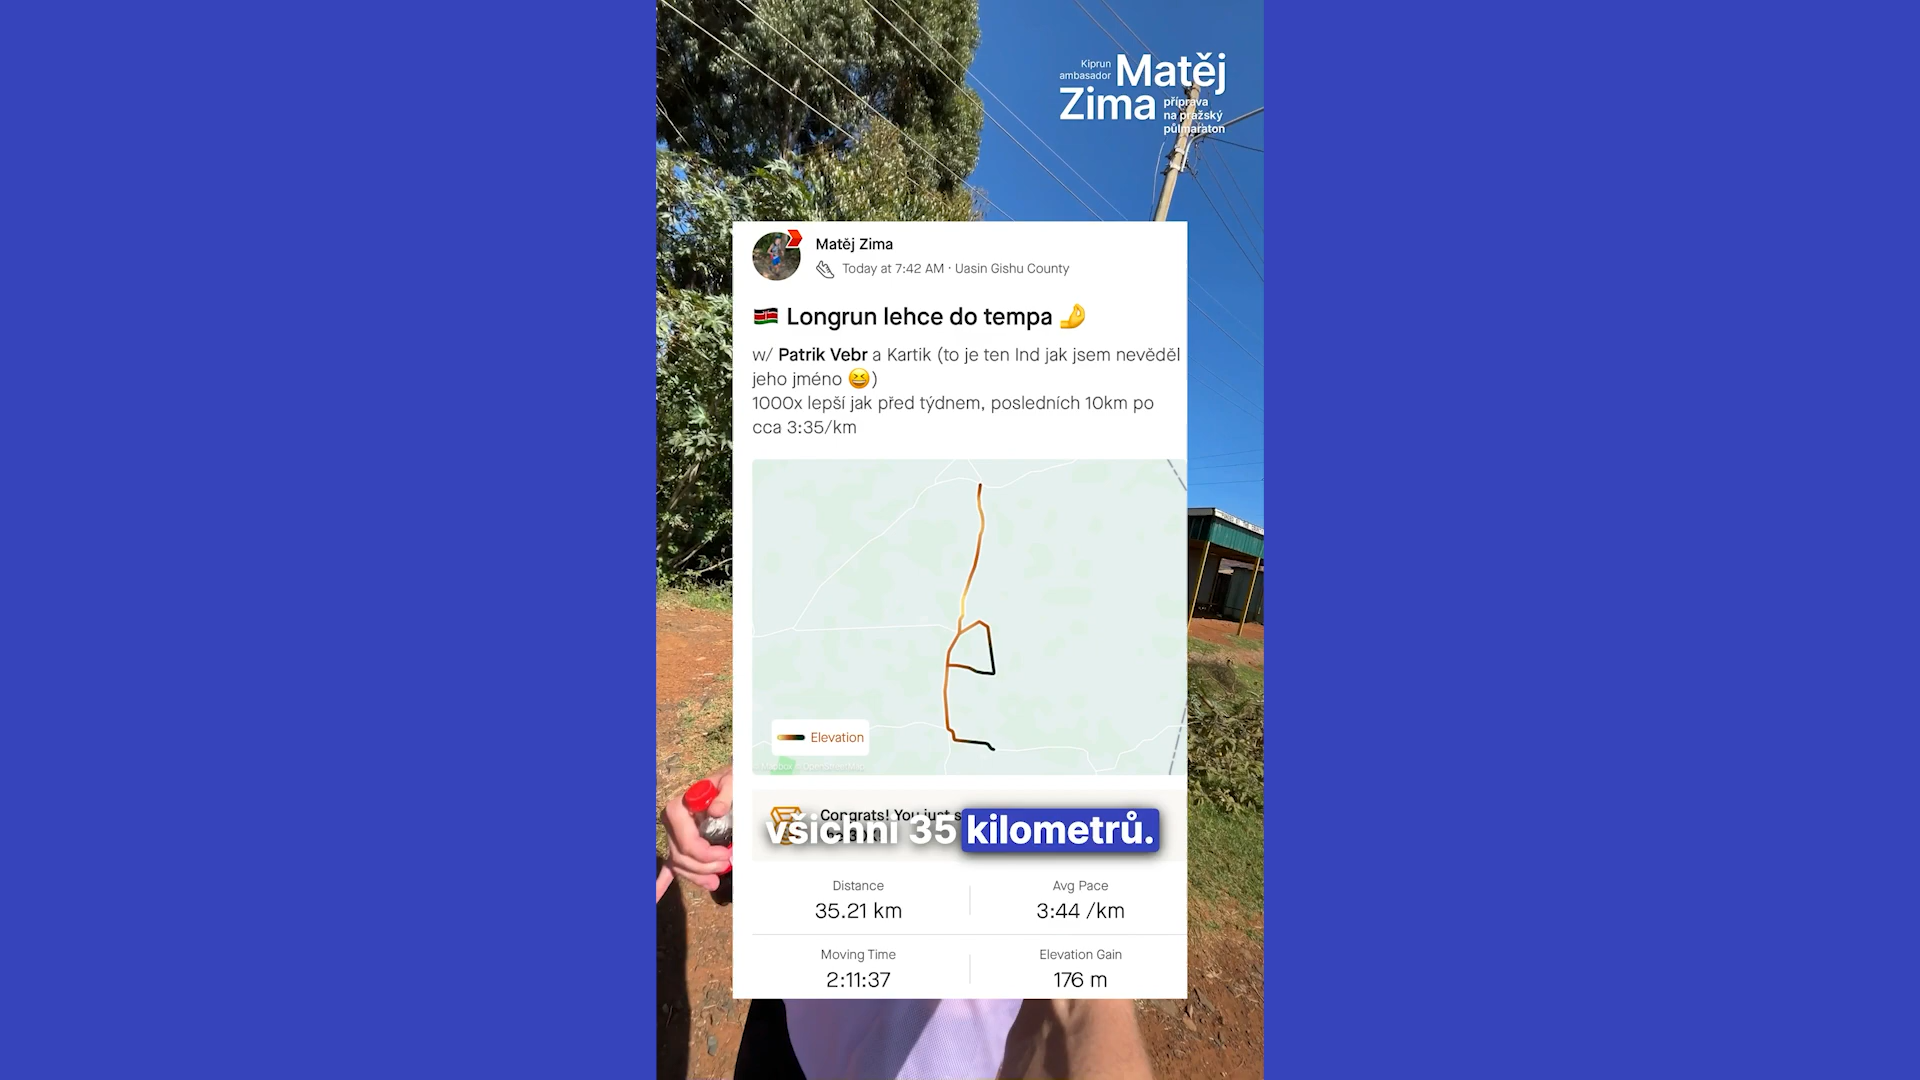 Kiprun
ambasador Matěj
Zima příprava
na pražský
půlmaraton
Matěj Zima
Today at 7:42 AM · Uasin Gishu County
🇰🇪 Longrun lehce do tempa 👌
w/ Patrik Vebr a Kartik (to je ten Ind jak jsem nevěděl
jeho jméno 😆)
1000x lepší jak před týdnem, posledních 10km po
cca 3:35/km
Elevation
Congrats! You just s
všichni 35 kilometrů.
Distance
35.21 km
Avg Pace
3:44 /km
Moving Time
2:11:37
Elevation Gain
176 m